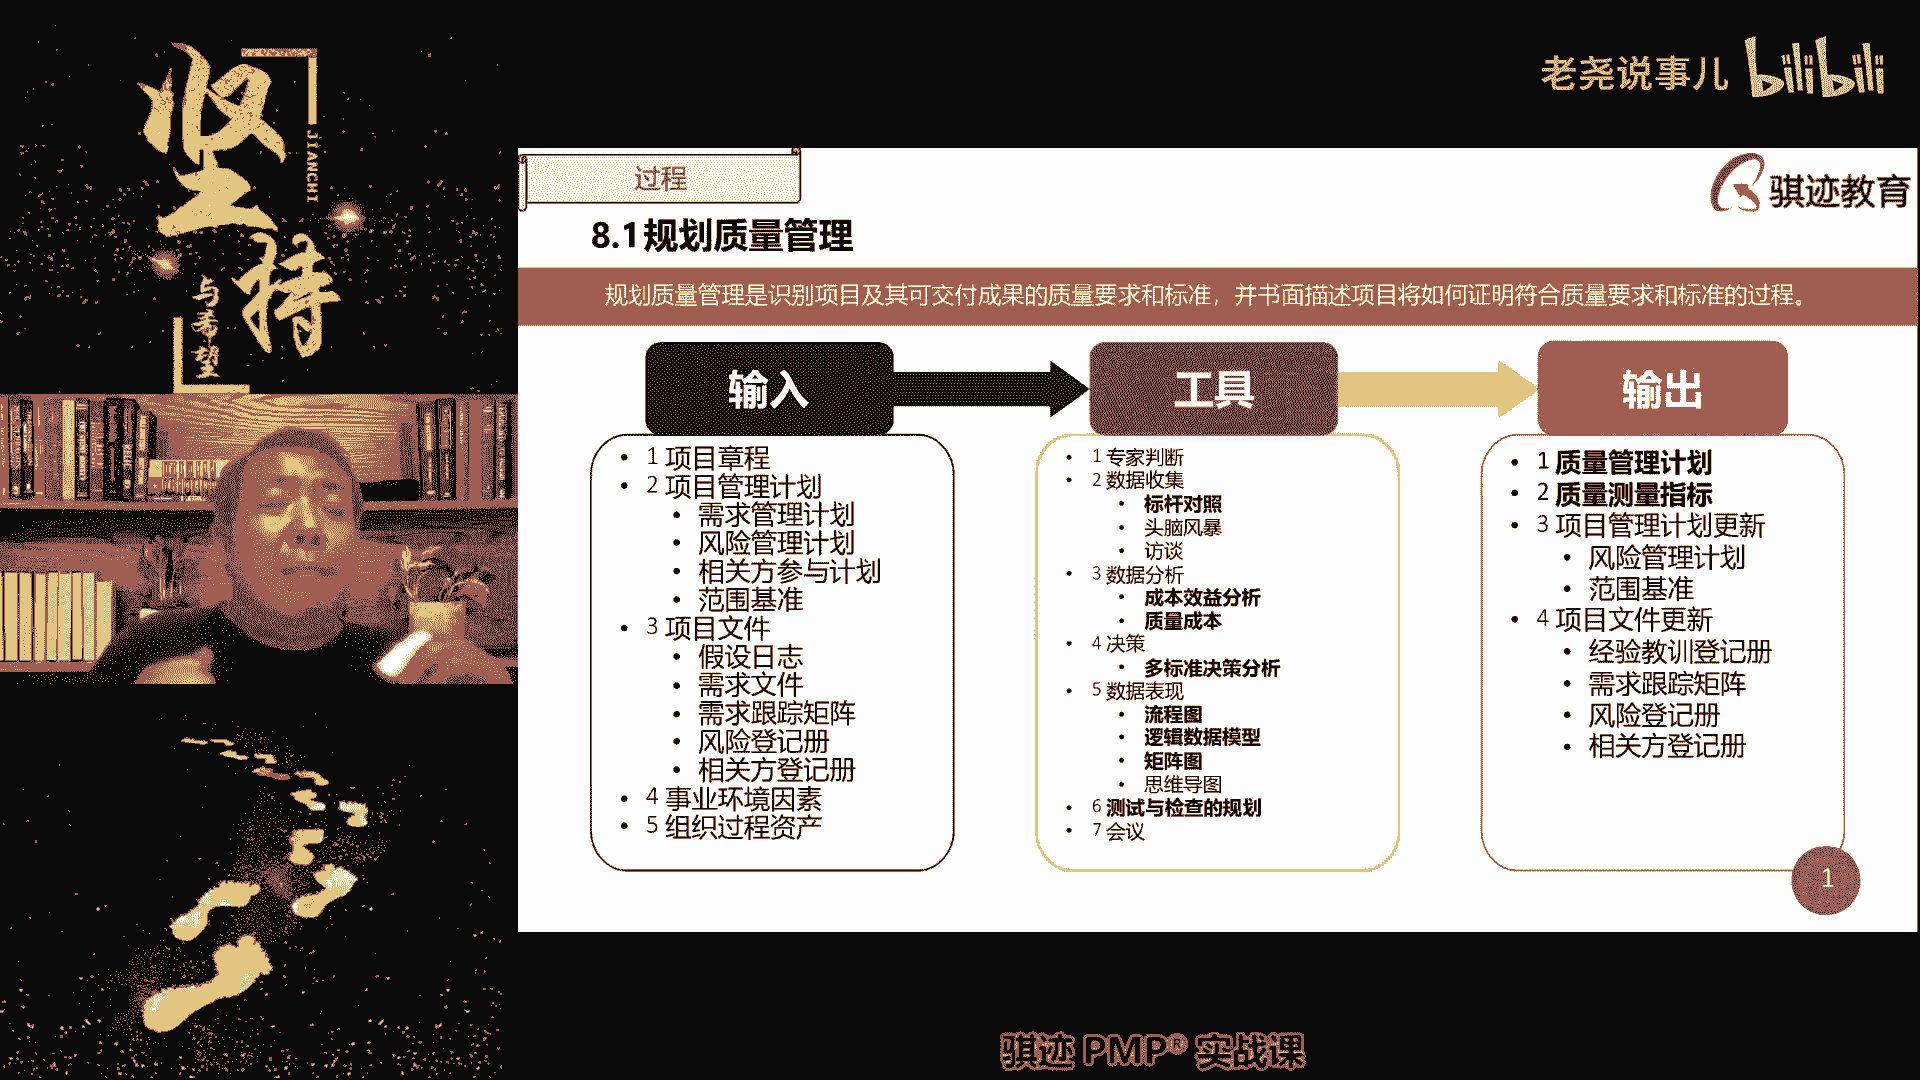 坚持
JIANCHI
与希望
老尧说事儿 bilibili
过程
骐迹教育
8.1规划质量管理
规划质量管理是识别项目及其可交付成果的质量要求和标准，并书面描述项目将如何证明符合质量要求和标准的过程。
输入
• 1 项目章程
• 2 项目管理计划
• 需求管理计划
• 风险管理计划
• 相关方参与计划
• 范围基准
• 3 项目文件
• 假设日志
• 需求文件
• 需求跟踪矩阵
• 风险登记册
• 相关方登记册
• 4 事业环境因素
• 5 组织过程资产
工具
• 1 专家判断
• 2 数据收集
• 标杆对照
• 头脑风暴
• 访谈
• 3 数据分析
• 成本效益分析
• 质量成本
• 4 决策
• 多标准决策分析
• 5 数据表现
• 流程图
• 逻辑数据模型
• 矩阵图
• 思维导图
• 6 测试与检查的规划
• 7 会议
输出
• 1 质量管理计划
• 2 质量测量指标
• 3 项目管理计划更新
• 风险管理计划
• 范围基准
• 4 项目文件更新
• 经验教训登记册
• 需求跟踪矩阵
• 风险登记册
• 相关方登记册
1
骐迹 PMP® 实战课